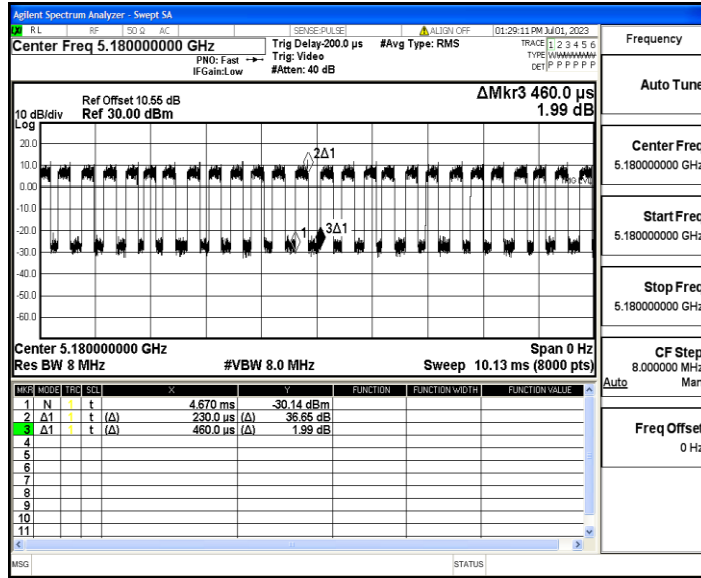 Agilent Spectrum Analyzer - Swept SA
RL RF 50 Ω AC SENSE:PULSE ALIGN OFF 01:29:11 PM Jul 01, 2023
Center Freq 5.180000000 GHz
PNO: Fast
IFGain:Low
Trig Delay-200.0 µs
Trig: Video
#Atten: 40 dB
#Avg Type: RMS
TRACE 1 2 3 4 5 6
TYPE
DET P P P P P P
Ref Offset 10.55 dB
10 dB/div Ref 30.00 dBm
Log
ΔMkr3 460.0 µs
1.99 dB
20.0
10.0
0.00
-10.0
-20.0
-30.0
-40.0
-50.0
-60.0
2Δ1
1
3Δ1
Center 5.180000000 GHz Span 0 Hz
Res BW 8 MHz #VBW 8.0 MHz Sweep 10.13 ms (8000 pts)
MKR MODE TRC SCL X Y FUNCTION FUNCTION WIDTH FUNCTION VALUE
1 N 1 t 4.670 ms -30.14 dBm
2 Δ1 1 t (Δ) 230.0 µs (Δ) 36.65 dB
3 Δ1 1 t (Δ) 460.0 µs (Δ) 1.99 dB
4
5
6
7
8
9
10
11
MSG STATUS
Frequency
Auto Tune
Center Freq
5.180000000 GHz
Start Freq
5.180000000 GHz
Stop Freq
5.180000000 GHz
CF Step
8.000000 MHz
Auto Man
Freq Offset
0 Hz